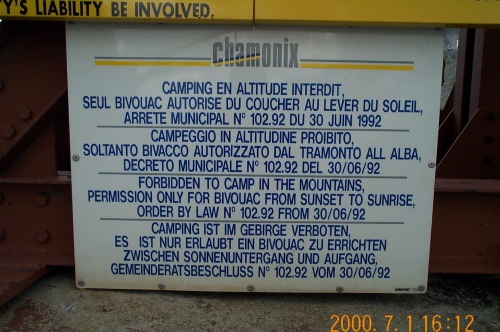 Y'S LIABILITY BE INVOLVED.
chamonix
CAMPING EN ALTITUDE INTERDIT,
SEUL BIVOUAC AUTORISE DU COUCHER AU LEVER DU SOLEIL,
ARRETE MUNICIPAL N° 102.92 DU 30 JUIN 1992
CAMPEGGIO IN ALTITUDINE PROIBITO,
SOLTANTO BIVACCO AUTORIZZATO DAL TRAMONTO ALL ALBA,
DECRETO MUNICIPALE N° 102.92 DEL 30/06/92
FORBIDDEN TO CAMP IN THE MOUNTAINS,
PERMISSION ONLY FOR BIVOUAC FROM SUNSET TO SUNRISE,
ORDER BY LAW N° 102.92 FROM 30/06/92
CAMPING IST IM GEBIRGE VERBOTEN,
ES IST NUR ERLAUBT EIN BIVOUAC ZU ERRICHTEN
ZWISCHEN SONNENUNTERGANG UND AUFGANG,
GEMEINDERATSBESCHLUSS N° 102.92 VOM 30/06/92
2000. 7. 1 16:12